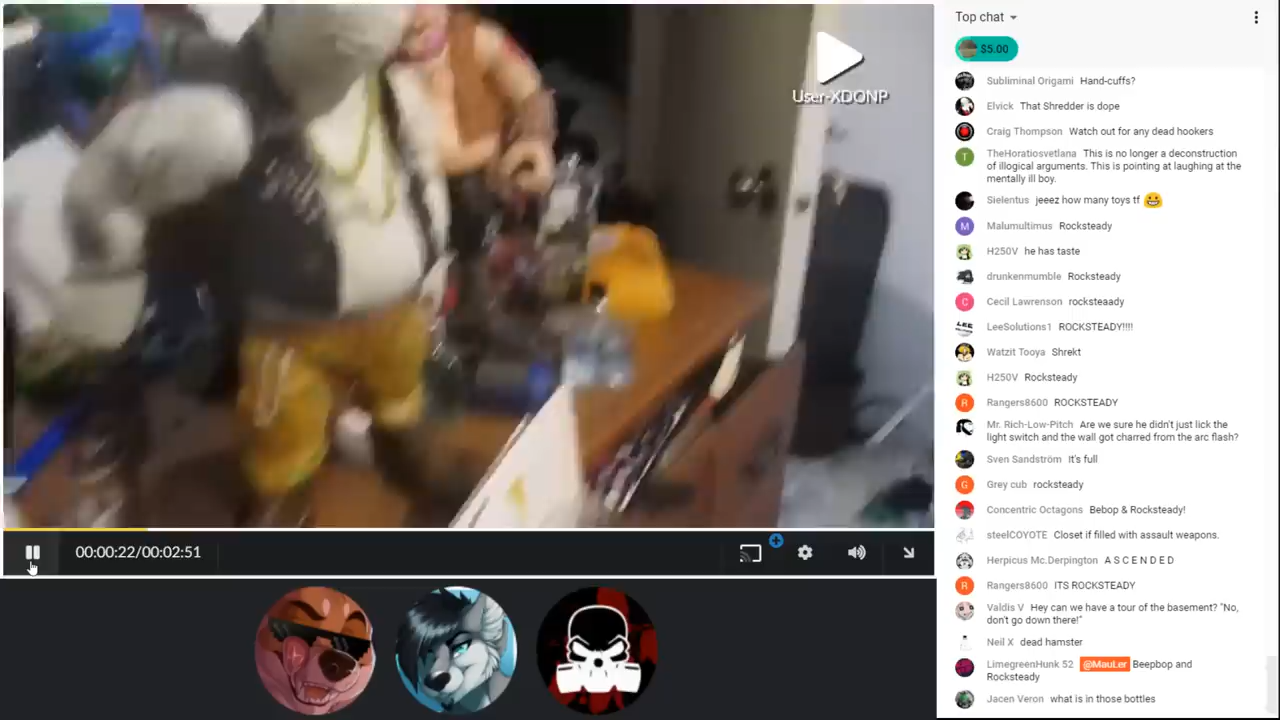 User-XDONP
00:00:22/00:02:51
Top chat
$5.00
Subliminal Origami Hand-cuffs?
Elvick That Shredder is dope
Craig Thompson Watch out for any dead hookers
T
TheHoratiosvetlana This is no longer a deconstruction
of illogical arguments. This is pointing at laughing at the
mentally ill boy.
Sielentus jeeez how many toys tf
M
Malumultimus Rocksteady
H250V he has taste
drunkenmumble Rocksteady
C
Cecil Lawrenson rocksteaady
LEE
LeeSolutions1 ROCKSTEADY!!!!
Watzit Tooya Shrekt
H250V Rocksteady
R
Rangers8600 ROCKSTEADY
Mr. Rich-Low-Pitch Are we sure he didn't just lick the
light switch and the wall got charred from the arc flash?
Sven Sandström It's full
G
Grey cub rocksteady
Concentric Octagons Bebop & Rocksteady!
steelCOYOTE Closet if filled with assault weapons.
Herpicus Mc.Derpington A S C E N D E D
R
Rangers8600 ITS ROCKSTEADY
Valdis V Hey can we have a tour of the basement? "No,
don't go down there!"
Neil X dead hamster
LimegreenHunk 52 @MauLer Beepbop and
Rocksteady
Jacen Veron what is in those bottles